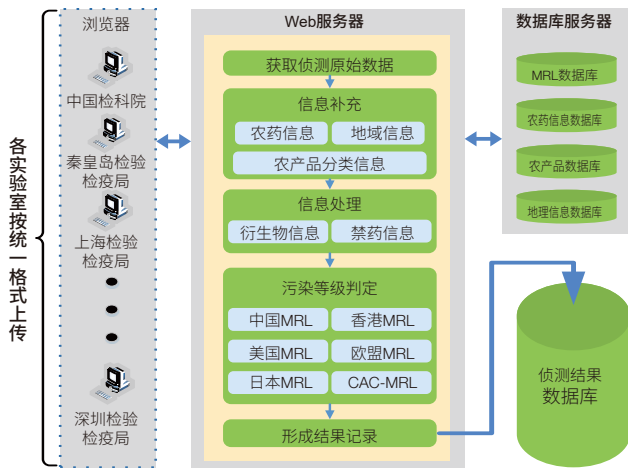 各实验室按统一格式上传
浏览器
中国检科院
秦皇岛检验
检疫局
上海检验
检疫局
深圳检验
检疫局
Web服务器
获取侦测原始数据
信息补充
农药信息
地域信息
农产品分类信息
信息处理
衍生物信息
禁药信息
污染等级判定
中国MRL
香港MRL
美国MRL
欧盟MRL
日本MRL
CAC-MRL
形成结果记录
数据库服务器
MRL数据库
农药信息数据库
农产品数据库
地理信息数据库
侦测结果
数据库